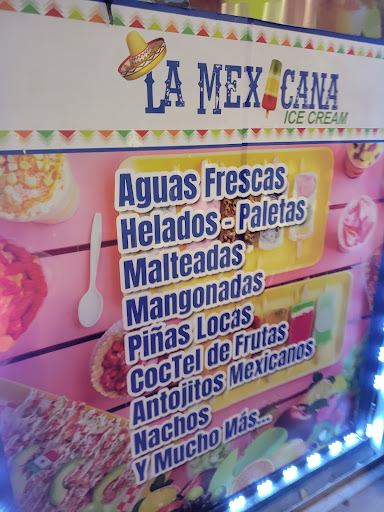 LA MEXICANA
ICE CREAM
Aguas Frescas
Helados - Paletas
Malteadas
Mangonadas
Piñas Locas
Coctel de Frutas
Antojitos Mexicanos
Nachos
Y Mucho Más...